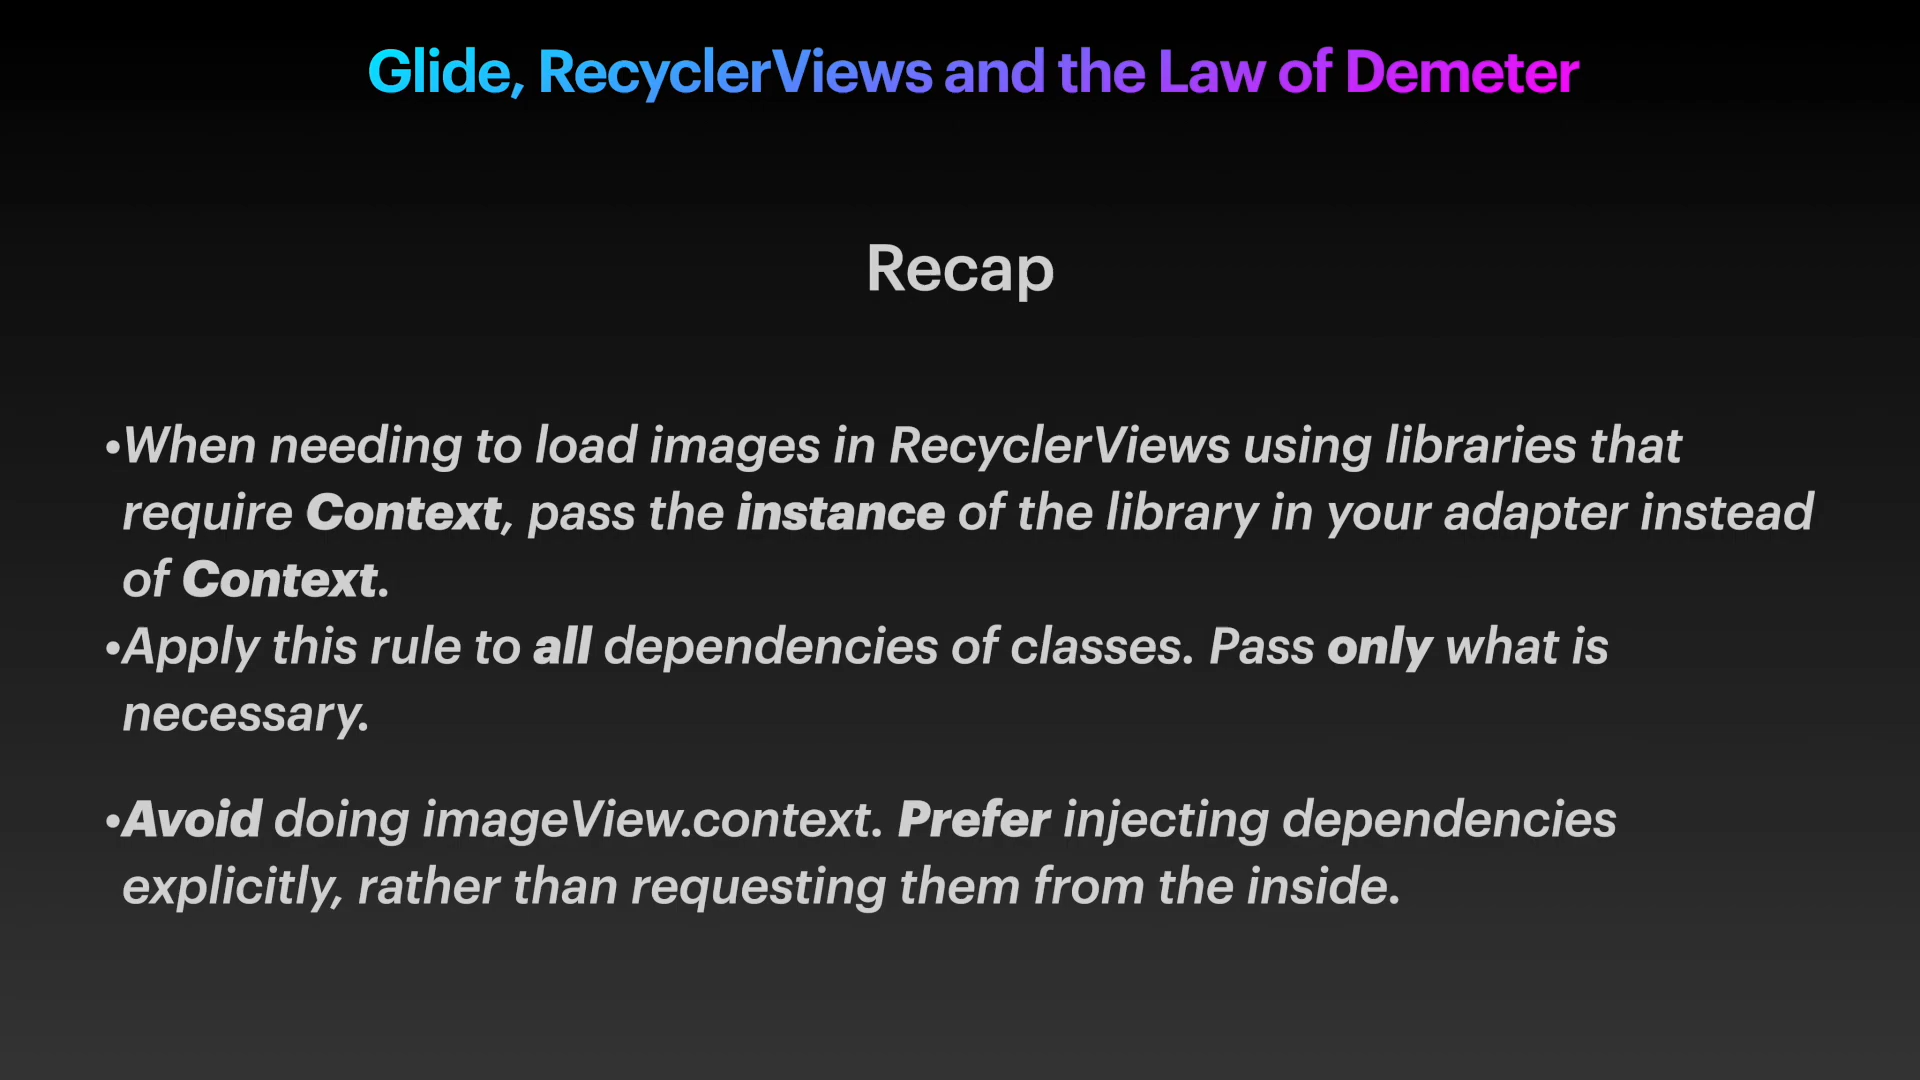 Glide, RecyclerViews and the Law of Demeter
Recap
•When needing to load images in RecyclerViews using libraries that
require Context, pass the instance of the library in your adapter instead
of Context.
•Apply this rule to all dependencies of classes. Pass only what is
necessary.
•Avoid doing imageView.context. Prefer injecting dependencies
explicitly, rather than requesting them from the inside.